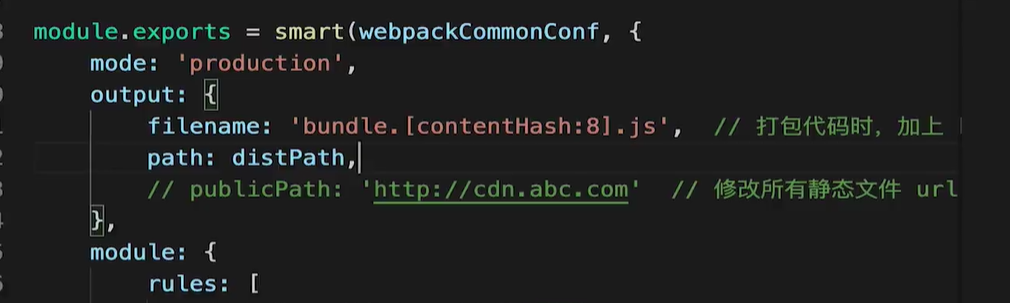 module.exports = smart(webpackCommonConf, {
mode: 'production',
output: {
filename: 'bundle.[contentHash:8].js', // 打包代码时，加上
path: distPath,
// publicPath: 'http://cdn.abc.com' // 修改所有静态文件 url
},
module: {
rules: [